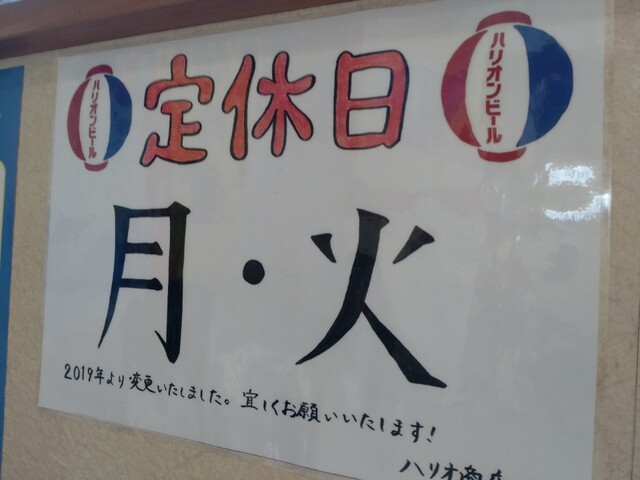 定休日
ハリオンビール
ハリオンビール
月・火
2019年より変更いたしました。宜しくお願いいたします!
ハリオ商店